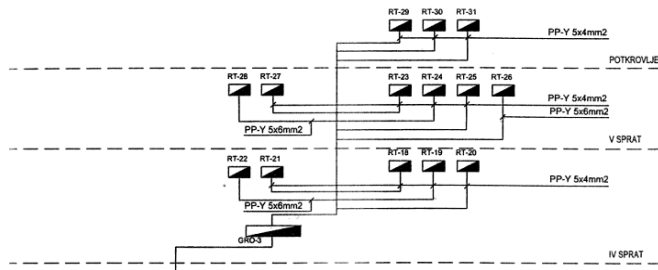 RT-29 RT-30 RT-31
PP-Y 5x4mm2
POTKROVLJE
RT-28 RT-27 RT-23 RT-24 RT-25 RT-26
PP-Y 5x4mm2
PP-Y 5x6mm2
PP-Y 5x6mm2
V SPRAT
RT-22 RT-21 RT-18 RT-19 RT-20
PP-Y 5x4mm2
PP-Y 5x6mm2
GRO-3
IV SPRAT